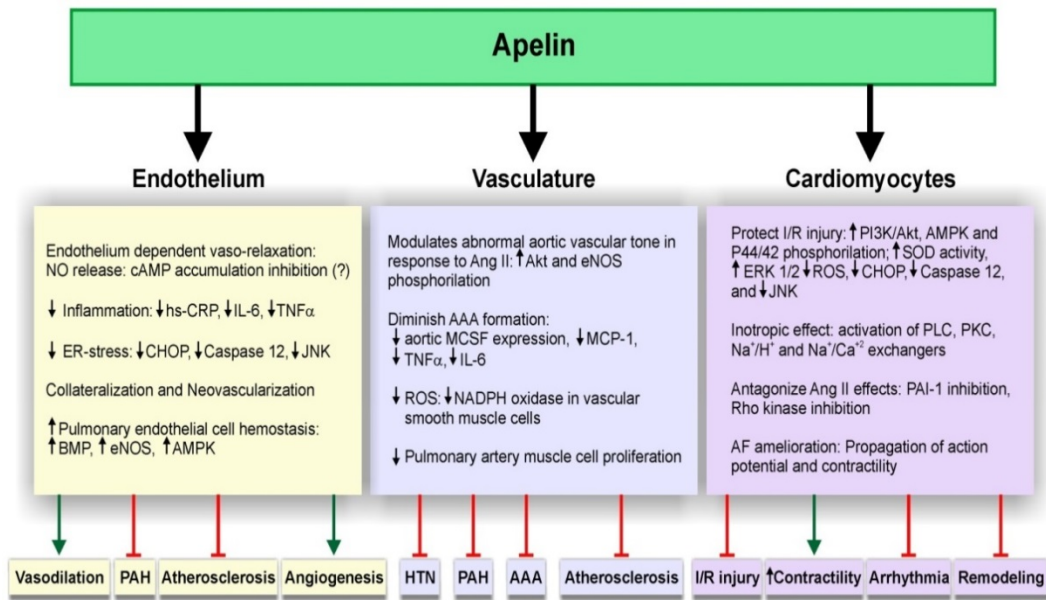 Apelin
Endothelium
Vasculature
Cardiomyocytes
Endothelium dependent vaso-relaxation:
NO release: cAMP accumulation inhibition (?)
↓ Inflammation: ↓hs-CRP, ↓IL-6, ↓TNFα
↓ ER-stress: ↓CHOP, ↓Caspase 12, ↓JNK
Collateralization and Neovascularization
↑Pulmonary endothelial cell hemostasis:
↑BMP, ↑eNOS, ↑AMPK
Modulates abnormal aortic vascular tone in
response to Ang II: ↑Akt and eNOS
phosphorilation
Diminish AAA formation:
↓ aortic MCSF expression, ↓MCP-1,
↓ TNFα, ↓IL-6
↓ ROS: ↓NADPH oxidase in vascular
smooth muscle cells
↓ Pulmonary artery muscle cell proliferation
Protect I/R injury: ↑PI3K/Akt, AMPK and
P44/42 phosphorilation; ↑SOD activity,
↑ERK 1/2 ↓ROS, ↓CHOP, ↓Caspase 12,
and ↓JNK
Inotropic effect: activation of PLC, PKC,
Na⁺/H⁺ and Na⁺/Ca⁺² exchangers
Antagonize Ang II effects: PAI-1 inhibition,
Rho kinase inhibition
AF amelioration: Propagation of action
potential and contractility
Vasodilation
PAH
Atherosclerosis
Angiogenesis
HTN
PAH
AAA
Atherosclerosis
I/R injury
↑Contractility
Arrhythmia
Remodeling